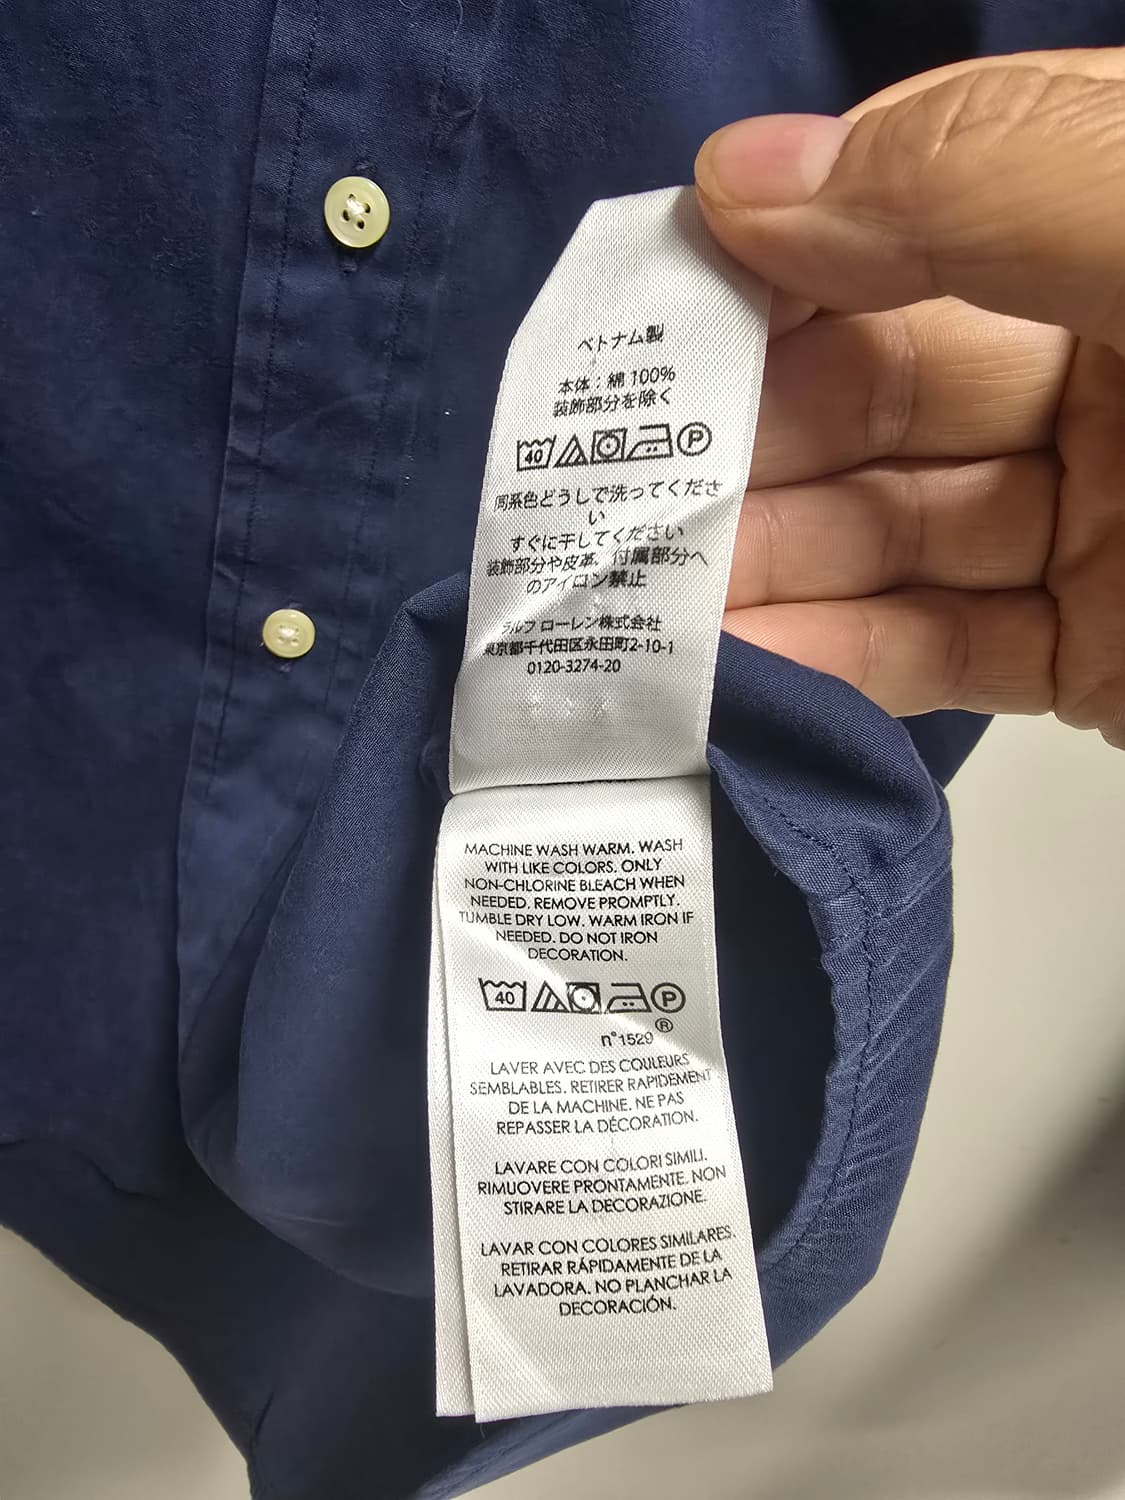 ベトナム製
本体：綿 100%
装飾部分を除く
40 P
同系色どうしで洗ってくださ
い
すぐに干してください
装飾部分や皮革、付属部分へ
のアイロン禁止
ラルフ ローレン株式会社
東京都千代田区永田町2-10-1
0120-3274-20
MACHINE WASH WARM. WASH
WITH LIKE COLORS. ONLY
NON-CHLORINE BLEACH WHEN
NEEDED. REMOVE PROMPTLY.
TUMBLE DRY LOW. WARM IRON IF
NEEDED. DO NOT IRON
DECORATION.
40 P
n°1529 ®
LAVER AVEC DES COULEURS
SEMBLABLES. RETIRER RAPIDEMENT
DE LA MACHINE. NE PAS
REPASSER LA DÉCORATION.
LAVARE CON COLORI SIMILI.
RIMUOVERE PRONTAMENTE. NON
STIRARE LA DECORAZIONE.
LAVAR CON COLORES SIMILARES.
RETIRAR RÁPIDAMENTE DE LA
LAVADORA. NO PLANCHAR LA
DECORACIÓN.